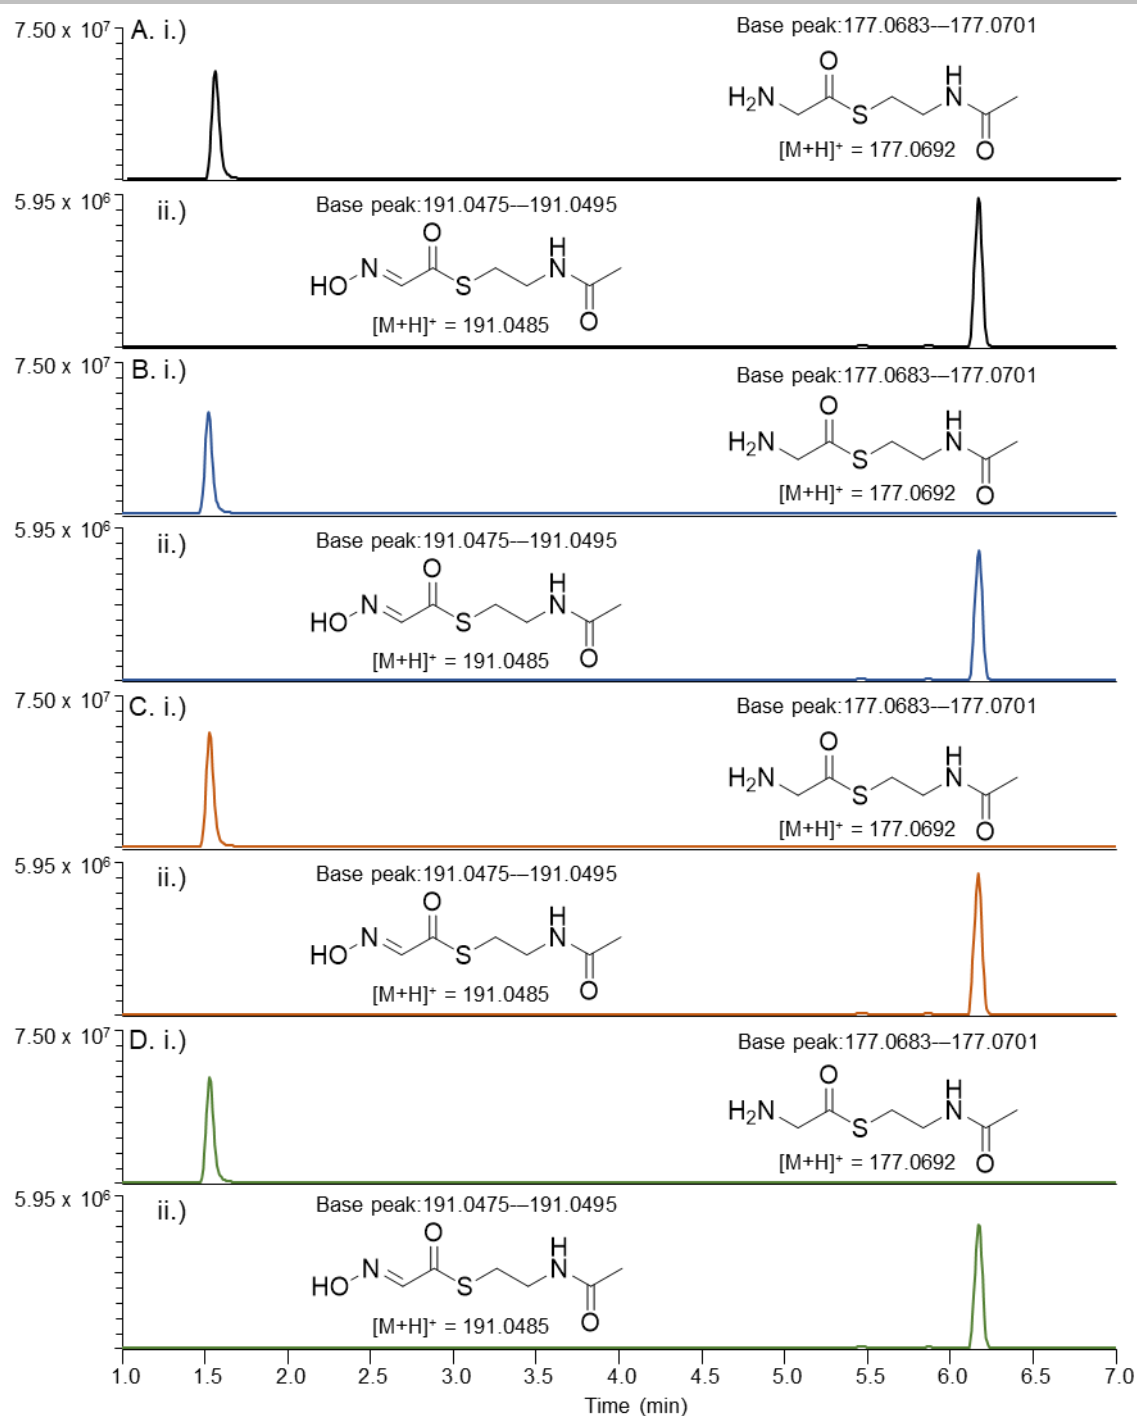 7.50 x 10⁷
A. i.)
Base peak:177.0683---177.0701
O
H₂N
S
H
N
O
[M+H]⁺ = 177.0692
5.95 x 10⁶
ii.)
Base peak:191.0475---191.0495
O
HO
N
S
H
N
O
[M+H]⁺ = 191.0485
7.50 x 10⁷
B. i.)
Base peak:177.0683---177.0701
O
H₂N
S
H
N
O
[M+H]⁺ = 177.0692
5.95 x 10⁶
ii.)
Base peak:191.0475---191.0495
O
HO
N
S
H
N
O
[M+H]⁺ = 191.0485
7.50 x 10⁷
C. i.)
Base peak:177.0683---177.0701
O
H₂N
S
H
N
O
[M+H]⁺ = 177.0692
5.95 x 10⁶
ii.)
Base peak:191.0475---191.0495
O
HO
N
S
H
N
O
[M+H]⁺ = 191.0485
7.50 x 10⁷
D. i.)
Base peak:177.0683---177.0701
O
H₂N
S
H
N
O
[M+H]⁺ = 177.0692
5.95 x 10⁶
ii.)
Base peak:191.0475---191.0495
O
HO
N
S
H
N
O
[M+H]⁺ = 191.0485
1.0 1.5 2.0 2.5 3.0 3.5 4.0 4.5 5.0 5.5 6.0 6.5 7.0
Time (min)